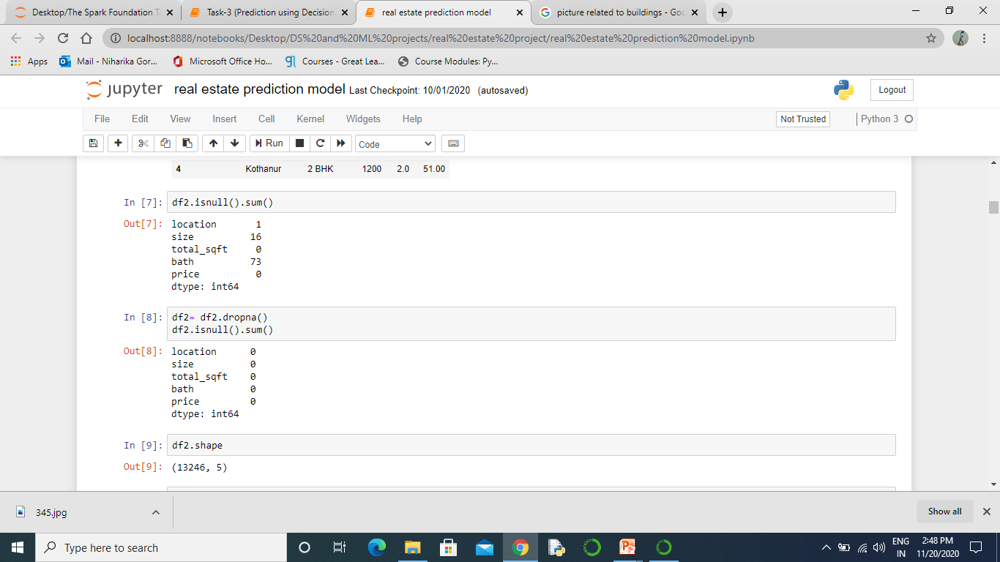 Desktop/The Spark Foundation T
Task-3 (Prediction using Decision
real estate prediction model
picture related to buildings - Goo
localhost:8888/notebooks/Desktop/DS%20and%20ML%20projects/real%20estate%20project/real%20estate%20prediction%20model.ipynb
Apps
Mail - Niharika Gor...
Microsoft Office Ho...
Courses - Great Lea...
Course Modules: Py...
jupyter real estate prediction model Last Checkpoint: 10/01/2020 (autosaved)
Logout
File Edit View Insert Cell Kernel Widgets Help
Not Trusted
Python 3
Run
Code
4 Kothanur 2 BHK 1200 2.0 51.00
In [7]: df2.isnull().sum()
Out[7]: location 1
size 16
total_sqft 0
bath 73
price 0
dtype: int64
In [8]: df2= df2.dropna()
df2.isnull().sum()
Out[8]: location 0
size 0
total_sqft 0
bath 0
price 0
dtype: int64
In [9]: df2.shape
Out[9]: (13246, 5)
345.jpg
Show all
Type here to search
ENG
IN
2:48 PM
11/20/2020